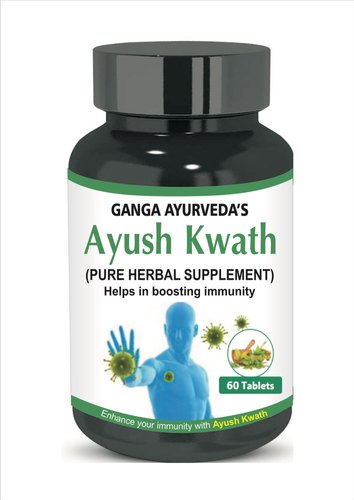 GANGA AYURVEDA'S
Ayush Kwath
(PURE HERBAL SUPPLEMENT)
Helps in boosting immunity
60 Tablets
Enhance your immunity with Ayush Kwath